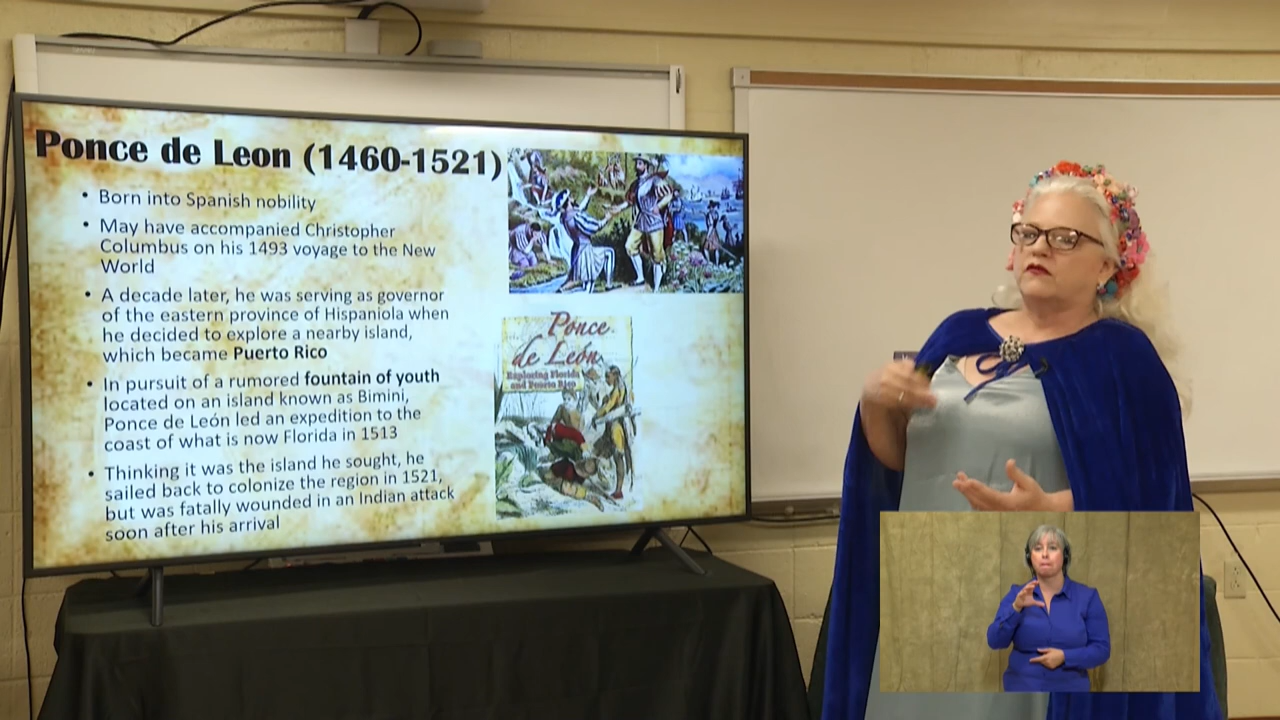 Ponce de Leon (1460-1521)
• Born into Spanish nobility
• May have accompanied Christopher
Columbus on his 1493 voyage to the New
World
• A decade later, he was serving as governor
of the eastern province of Hispaniola when
he decided to explore a nearby island,
which became Puerto Rico
• In pursuit of a rumored fountain of youth
located on an island known as Bimini,
Ponce de León led an expedition to the
coast of what is now Florida in 1513
• Thinking it was the island he sought, he
sailed back to colonize the region in 1521,
but was fatally wounded in an Indian attack
soon after his arrival
Ponce
de León
Exploring Florida
and Puerto Rico